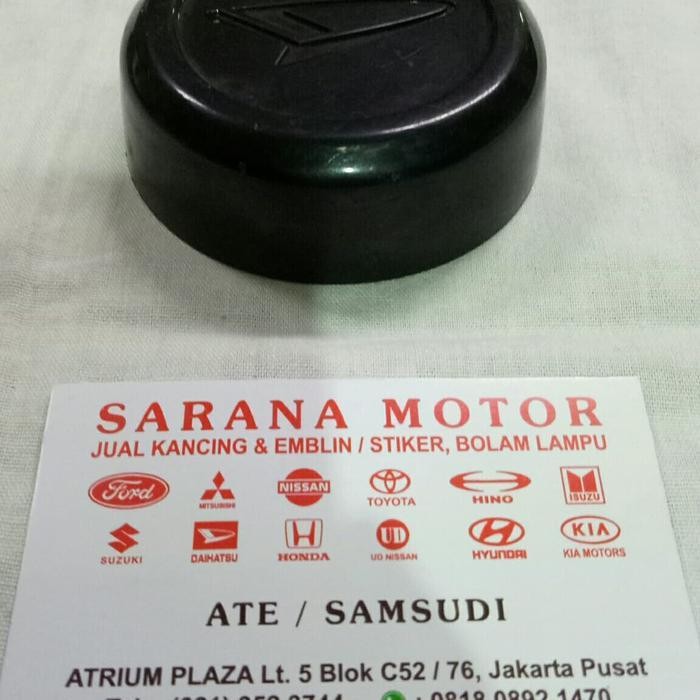 SARANA MOTOR
JUAL KANCING & EMBLIN / STIKER, BOLAM LAMPU
Ford MITSUBISHI NISSAN TOYOTA HINO ISUZU
SUZUKI DAIHATSU HONDA UD NISSAN HYUNDAI KIA KIA MOTORS
ATE / SAMSUDI
ATRIUM PLAZA Lt. 5 Blok C52 / 76, Jakarta Pusat